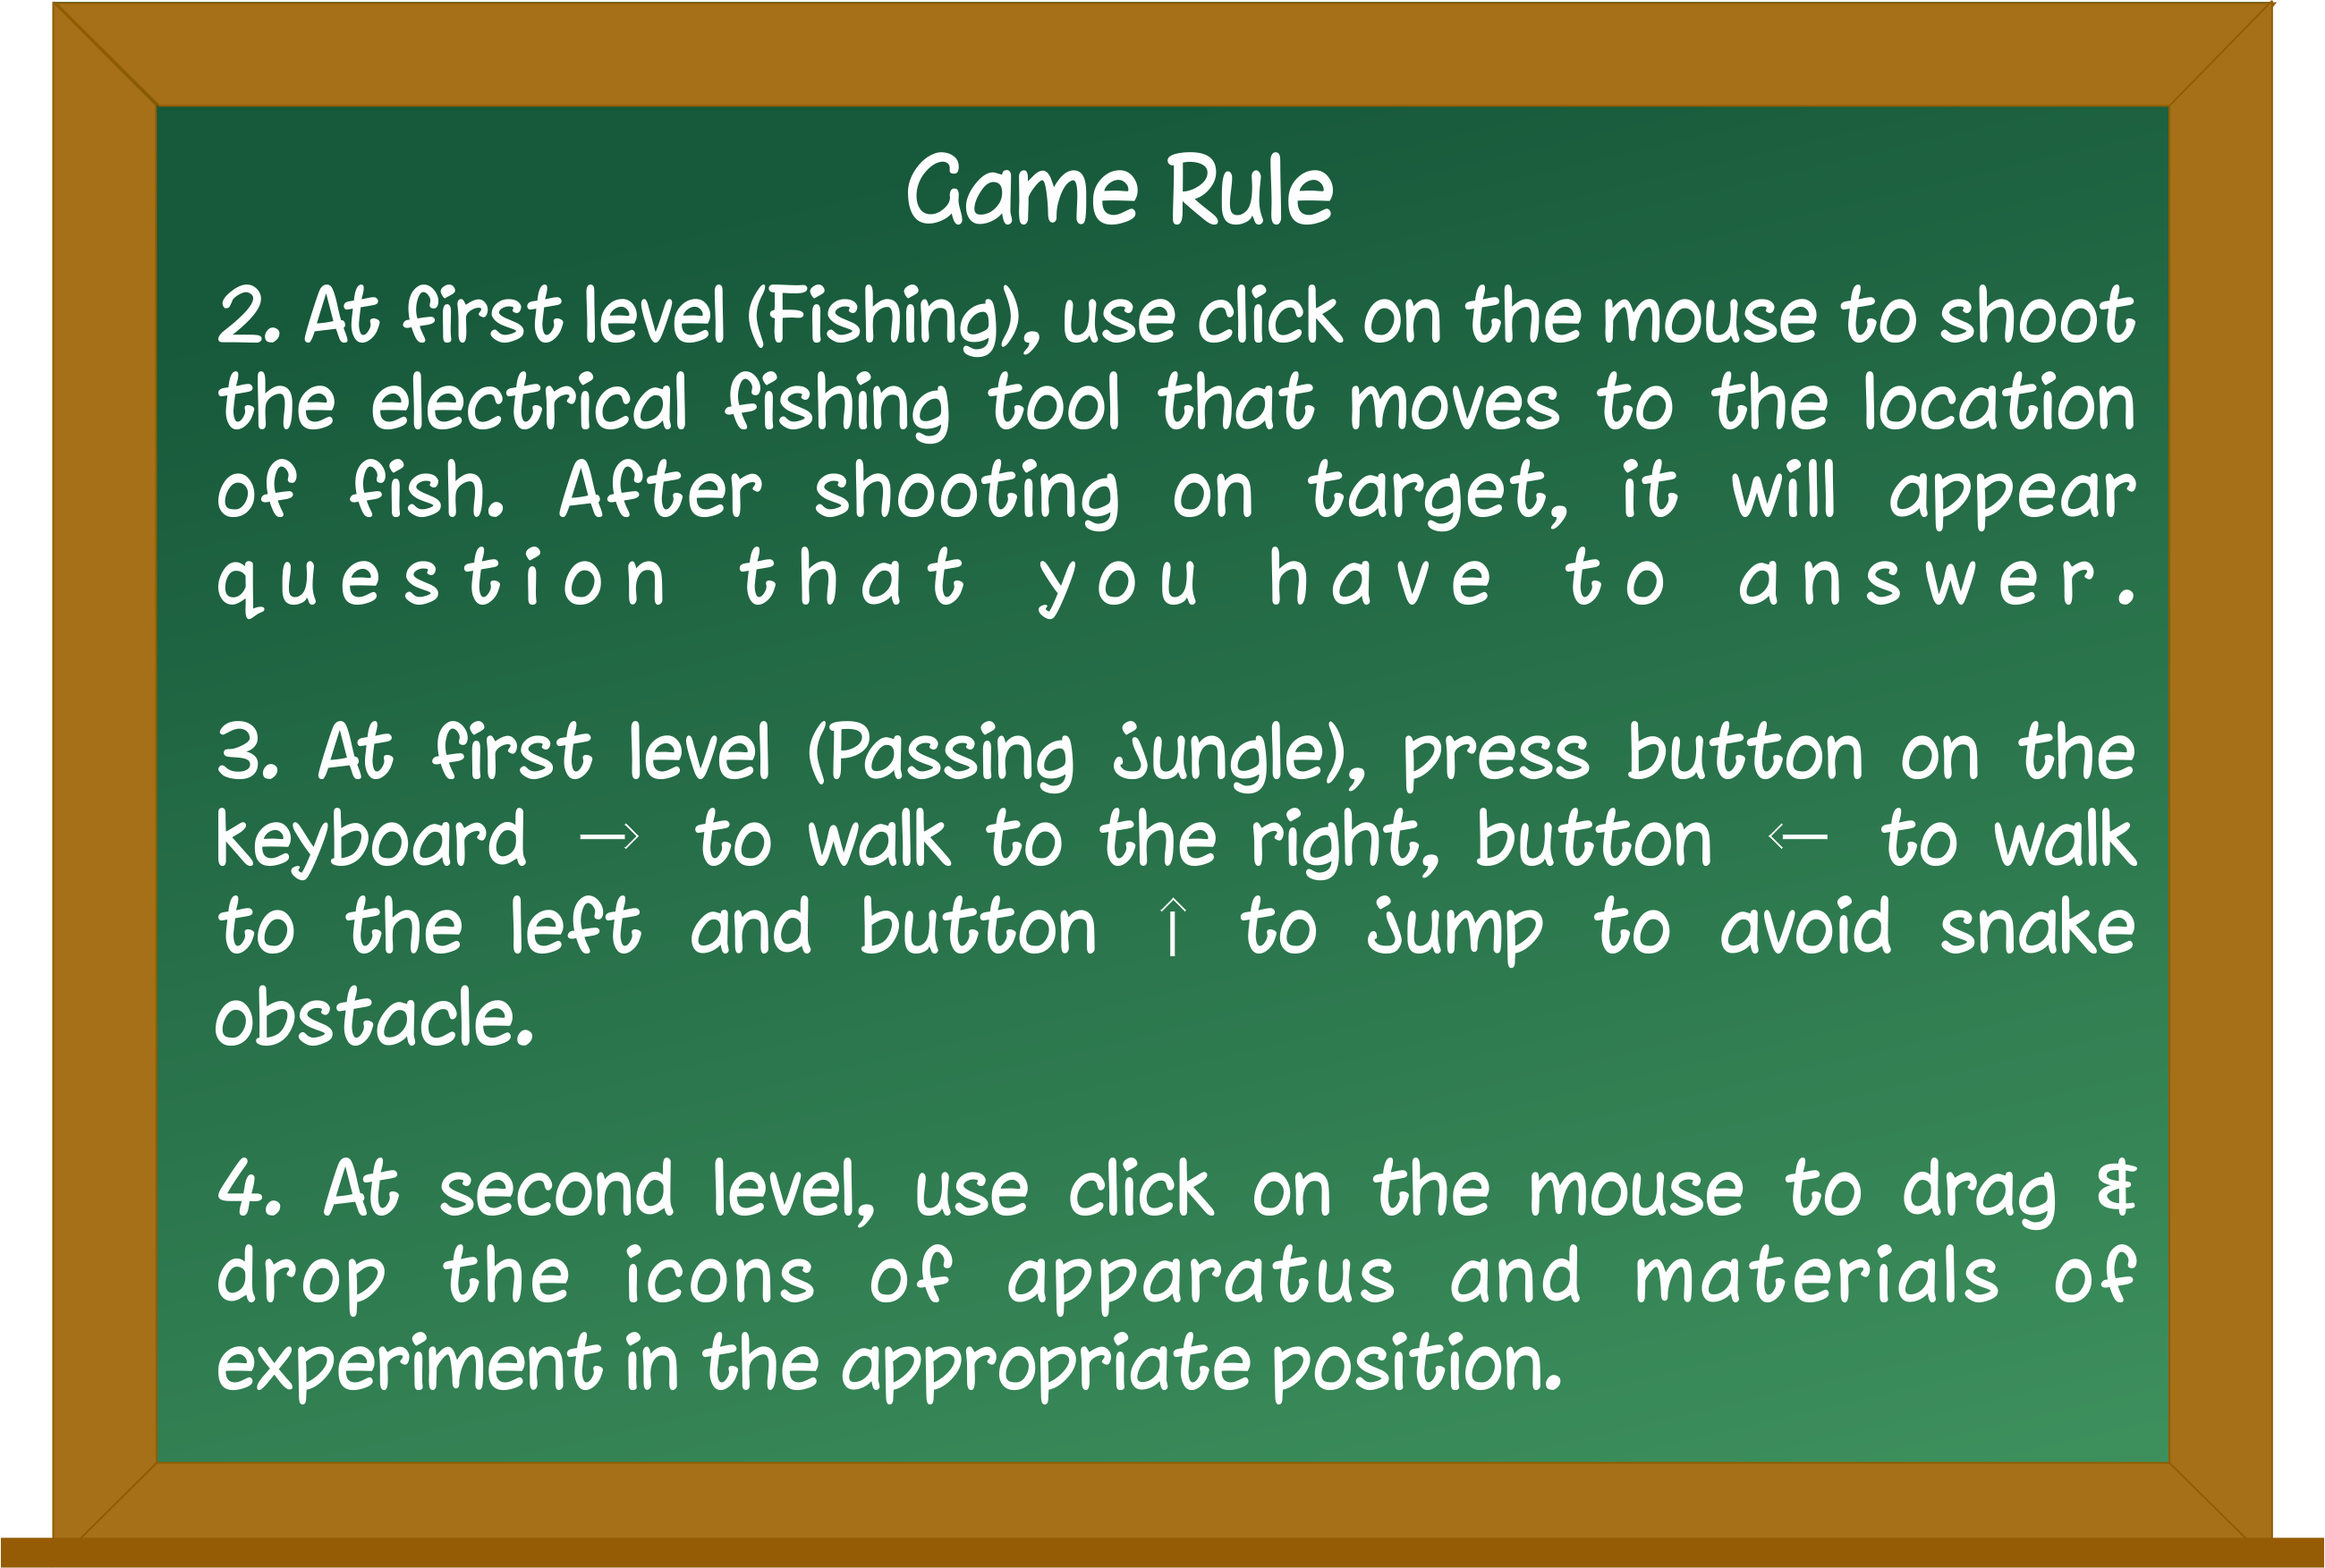 Game Rule
2. At first level (Fishing), use click on the mouse to shoot
the electrical fishing tool that moves to the location
of fish. After shooting on target, it will appear
question that you have to answer.
3. At first level (Passing jungle), press button on the
keyboard → to walk to the right, button ← to walk
to the left and button ↑ to jump to avoid snake
obstacle.
4. At second level, use click on the mouse to drag $
drop the icons of apparatus and materials of
experiment in the appropriate position.